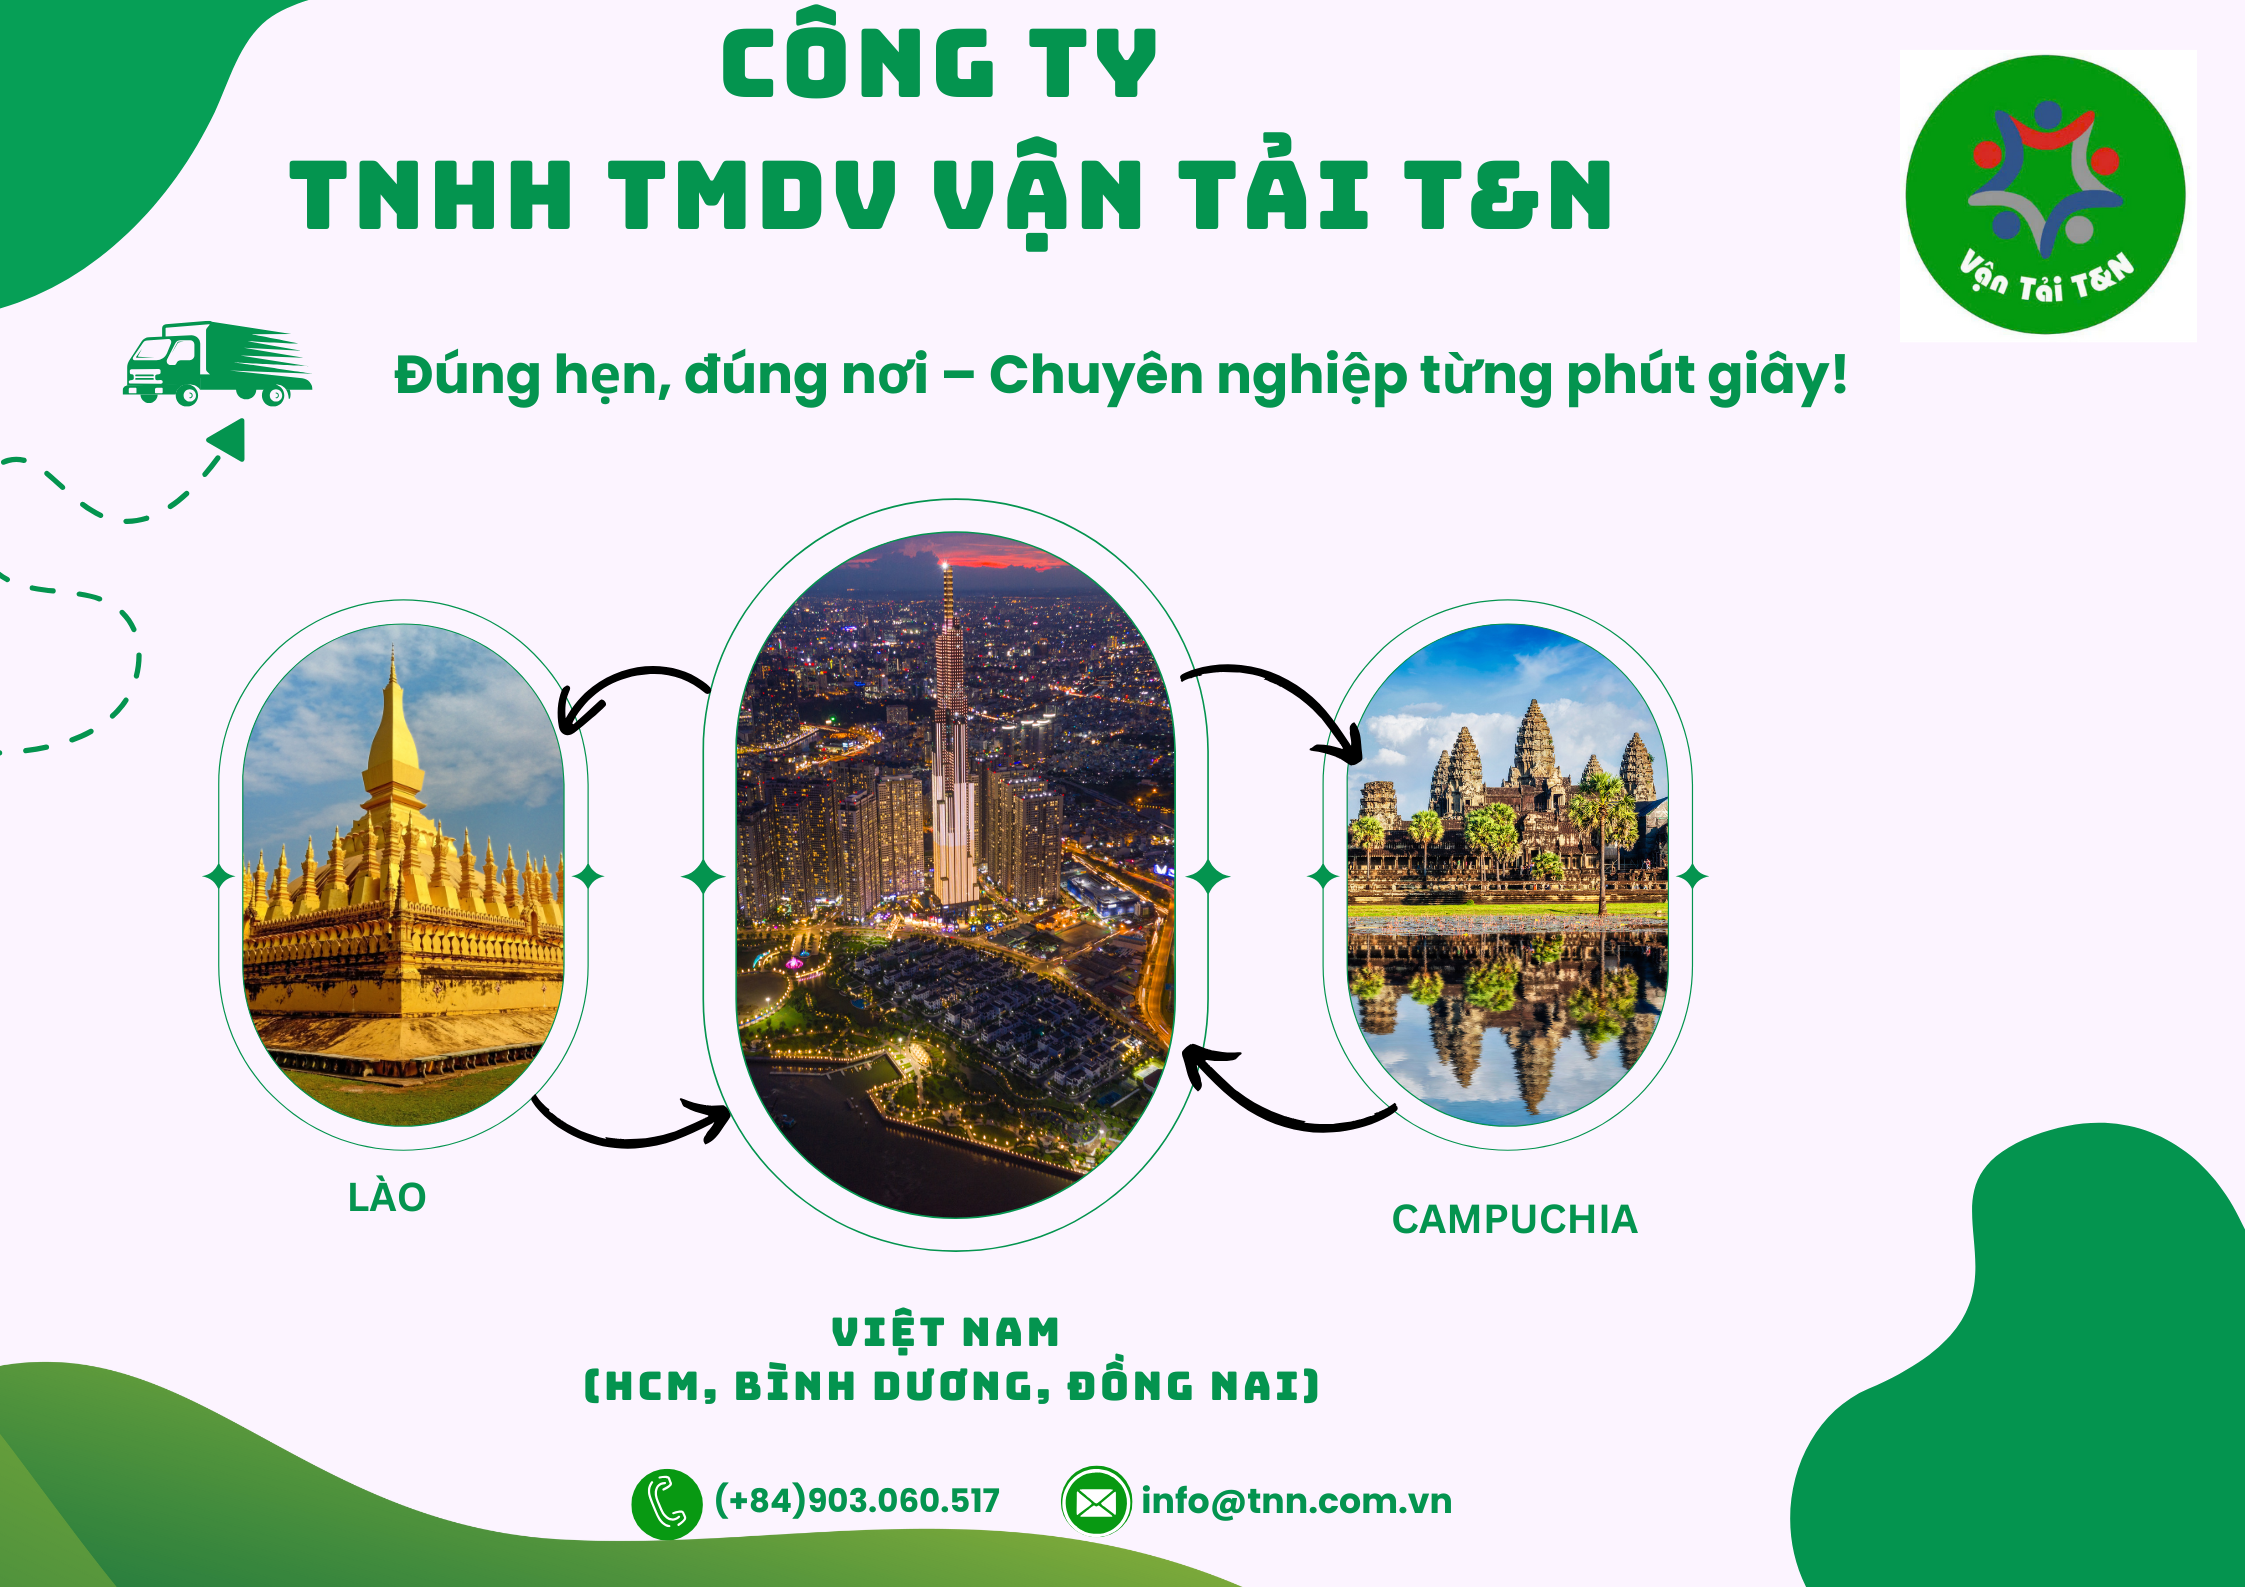 CÔNG TY
TNHH TMDV VẬN TẢI T&N
Vận Tải T&N
Đúng hẹn, đúng nơi – Chuyên nghiệp từng phút giây!
LÀO
CAMPUCHIA
VIỆT NAM
(HCM, BÌNH DƯƠNG, ĐỒNG NAI)
(+84)903.060.517
info@tnn.com.vn